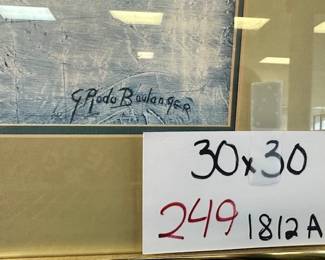 G. Rodo Boulanger
30x30
249 1812A